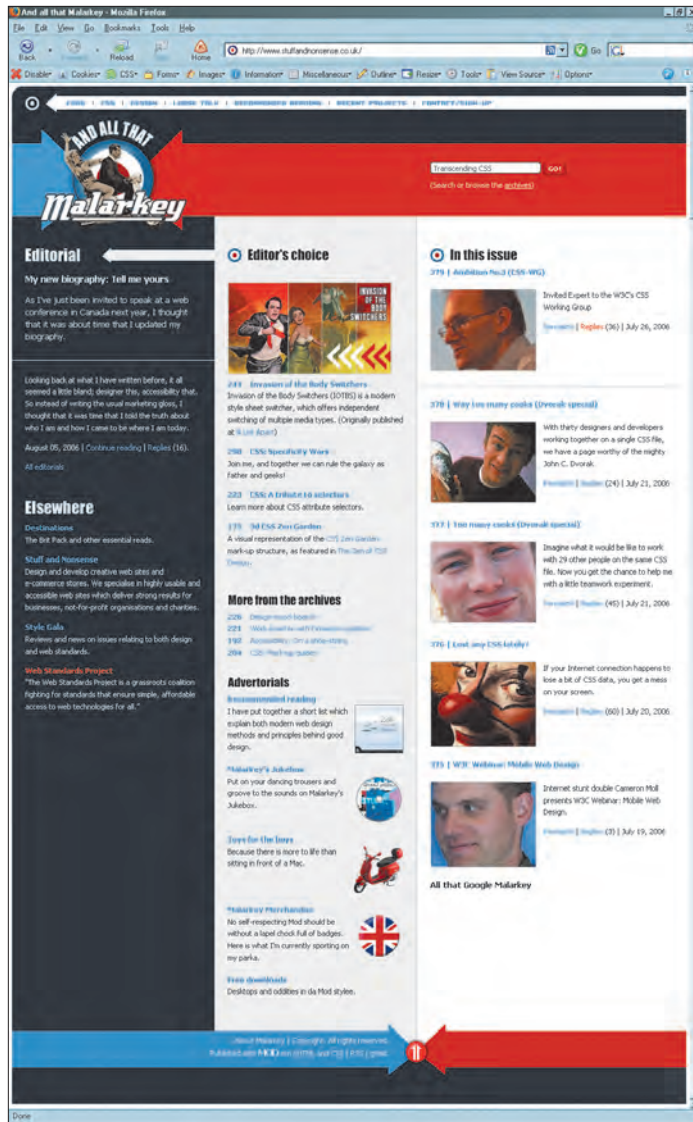 And all that Malarkey - Mozilla Firefox
File Edit View Go Bookmarks Tools Help
Back Reload Home http://www.stuffandnonsense.co.uk/ Go
Disable Cookies CSS Forms Images Information Miscellaneous Outline Resize Tools View Source Options
AND ALL THAT
Malarkey
Transcending CSS GO!
(Search or browse the archives)
Editorial
My new biography: Tell me yours
As I've just been invited to speak at a web
conference in Canada next year, I thought
that it was about time that I updated my
biography.
Looking back at what I have written before, it all
seemed a little bland; designer this, accessibility that.
So instead of writing the usual marketing gloss, I
thought that it was time that I told the truth about
who I am and how I came to be where I am today.
August 05, 2006 | Continue reading | Replies (16).
All editorials
Elsewhere
Destinations
The Brit Pack and other essential reads.
Stuff and Nonsense
Design and develop creative web sites and
e-commerce stores. We specialise in highly usable and
accessible web sites which deliver strong results for
businesses, not-for-profit organisations and charities.
Style Gala
Reviews and news on issues relating to both design
and web standards.
Web Standards Project
"The Web Standards Project is a grassroots coalition
fighting for standards that ensure simple, affordable
access to web technologies for all."
Editor's choice
INVASION
OF THE
BODY
SWITCHERS
241 Invasion of the Body Switchers
Invasion of the Body Switchers (IOTBS) is a modern
style sheet switcher, which offers independent
switching of multiple media types. (Originally published
at A List Apart)
298 CSS: Specificity Wars
Join me, and together we can rule the galaxy as
father and geeks!
223 CSS: A tribute to selectors
Learn more about CSS attribute selectors.
3d CSS Zen Garden
A visual representation of the CSS Zen Garden
mark-up structure, as featured in The Zen of CSS
Design.
More from the archives
226
221
192
204
Advertorials
Recommended reading
I have put together a short list which
explain both modern web design
methods and principles behind good
design.
Malarkey's Jukebox
Put on your dancing trousers and
groove to the sounds on Malarkey's
Jukebox.
Toys for the boys
Because there is more to life than
sitting in front of a Mac.
Malarkey Merchandise
No self-respecting Mod should be
without a lapel chock full of badges.
Here is what I'm currently sporting on
my parka.
Free downloads
Desktops and oddities in da Mod stylee.
In this issue
379 | Ambition No.3 (CSS-WG)
Invited Expert to the W3C's CSS
Working Group
| Replies (36) | July 26, 2006
378 | Way too many cooks (Dvorak special)
With thirty designers and developers
working together on a single CSS file,
we have a page worthy of the mighty
John C. Dvorak.
| Replies (24) | July 21, 2006
377 | Too many cooks (Dvorak special)
Imagine what it would be like to work
with 29 other people on the same CSS
file. Now you get the chance to help me
with a little teamwork experiment.
| Replies (45) | July 21, 2006
376 | Lost any CSS lately?
If your Internet connection happens to
lose a bit of CSS data, you get a mess
on your screen.
| Replies (60) | July 20, 2006
375 | W3C Webinar: Mobile Web Design
Internet stunt double Cameron Moll
presents W3C Webinar: Mobile Web
Design.
| Replies (3) | July 19, 2006
All that Google Malarkey
About Malarkey | Copyright. All rights reserved.
Done